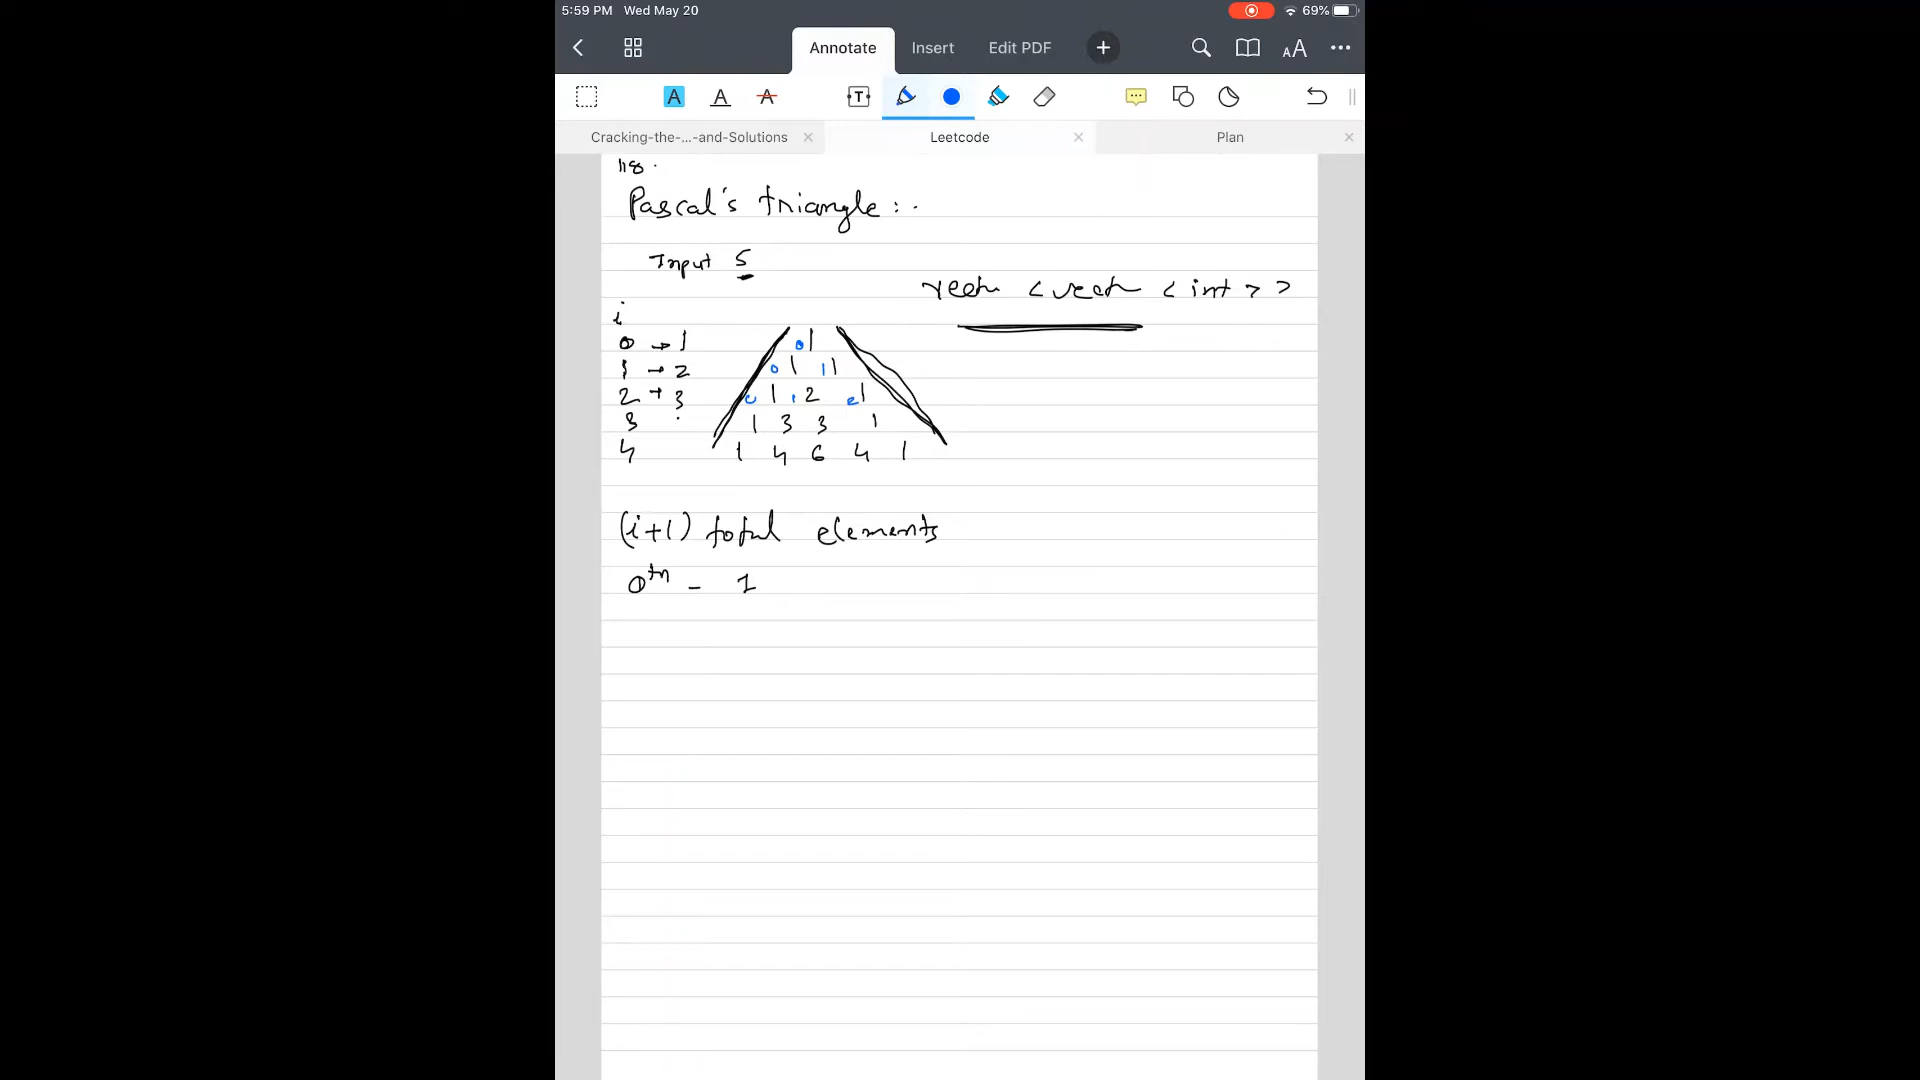 5:59 PM Wed May 20 69%
Annotate Insert Edit PDF
Cracking-the-...-and-Solutions Leetcode Plan
118.
Pascal's triangle :.
Input 5
vector <vector <int>>
i
0 → 1 0 1
1 → 2 0 1 1 1
2 → 3 0 1 1 2 2 1
3 1 3 3 1
4 1 4 6 4 1
(i+1) total elements
0th - 1